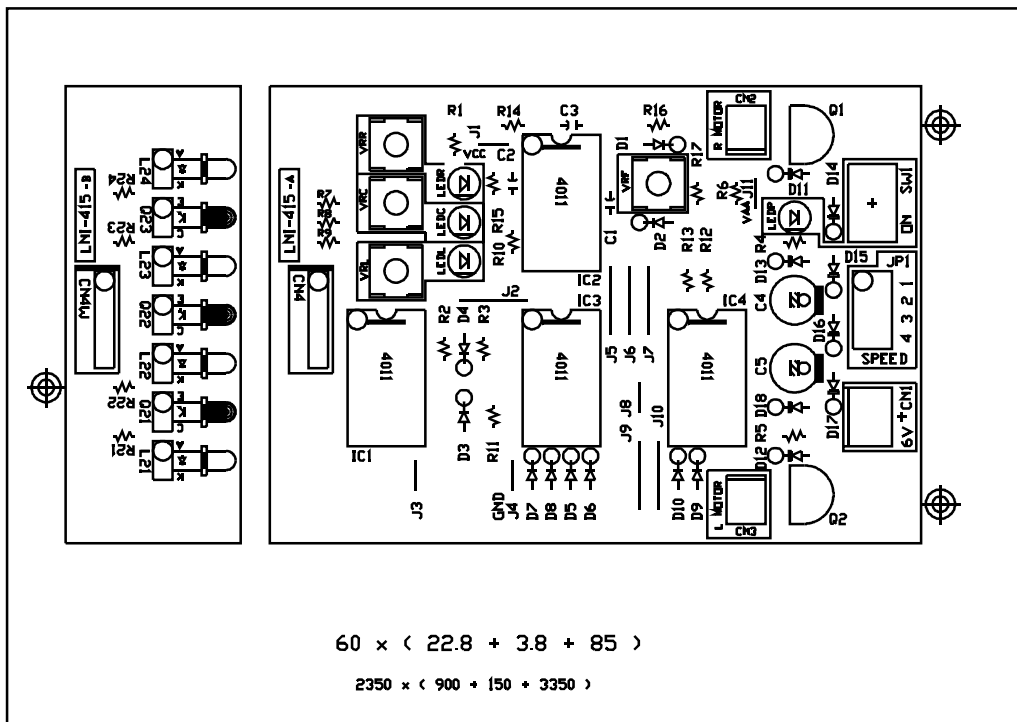 R1
R14
C3
R16
CN2
R MOTOR
Q1
J1
VCC
C2
D1
R17
VRR
LEDR
4011
VRF
R6
J11
VAA
D11
D14
SW1
ON
L24
A
K
R24
LNI-415-B
LNI-415-A
R7
R8
R9
VRC
LEDC
R15
R10
C1
D2
R13
R12
LEDP
R4
Q23
E
C
R23
VRL
LEDL
IC2
D13
D15
JP1
L23
A
K
CN4W
CN4
J2
IC3
IC4
C4
1
2
3
4
SPEED
Q22
E
C
R2
D4
R3
4011
4011
4011
J5
J6
J7
D16
C5
L22
A
K
R22
J8
J9
J10
D18
D17
6V
+
CN1
Q21
E
C
R21
IC1
D3
R11
R5
D12
L21
A
K
J3
GND
J4
D7
D8
D5
D6
D10
D9
L MOTOR
CN3
Q2
60 x ( 22.8 + 3.8 + 85 )
2350 x ( 900 + 150 + 3350 )